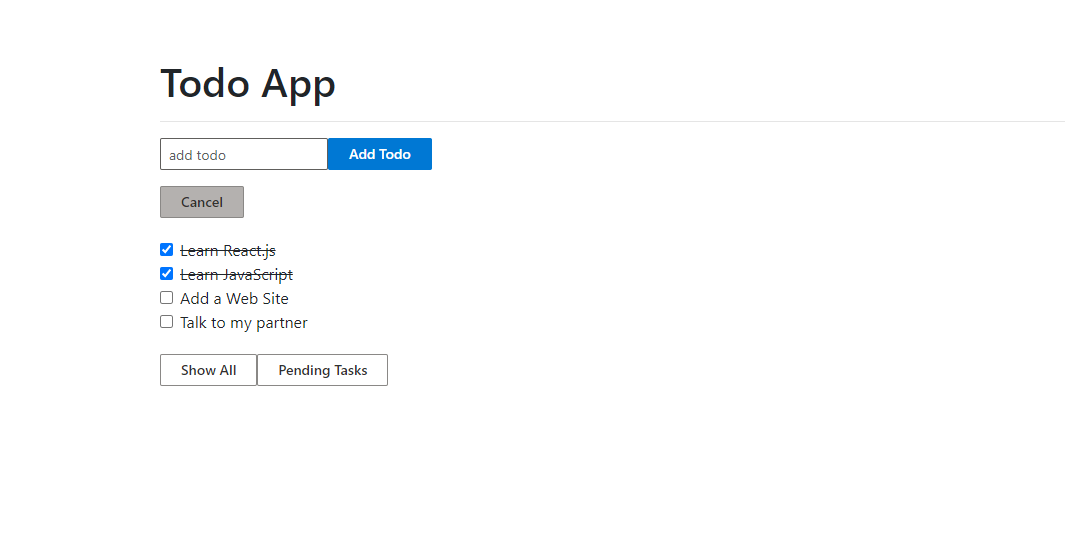 Todo App
add todo Add Todo
Cancel
Learn React.js
Learn JavaScript
Add a Web Site
Talk to my partner
Show All Pending Tasks